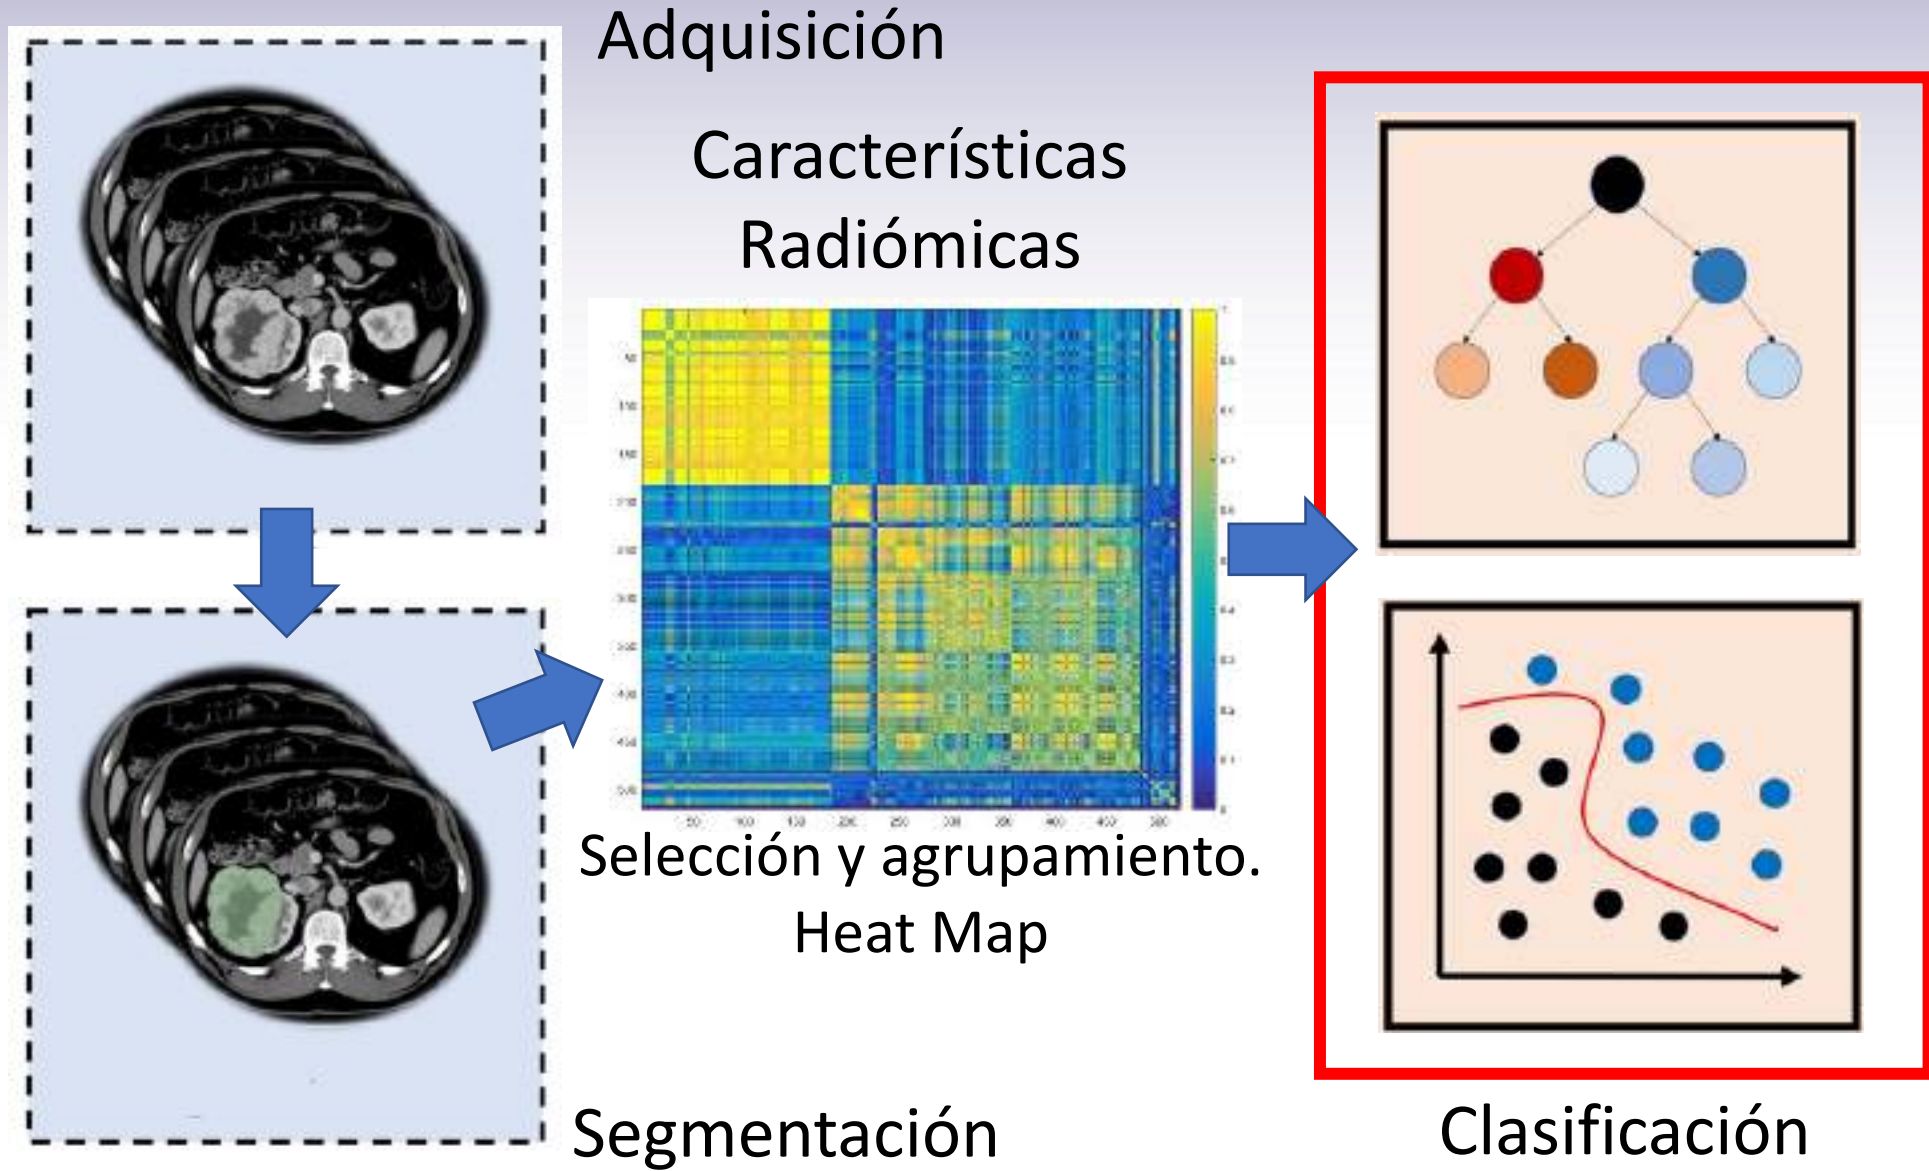 Adquisición
Características
Radiómicas
Selección y agrupamiento.
Heat Map
Segmentación
Clasificación